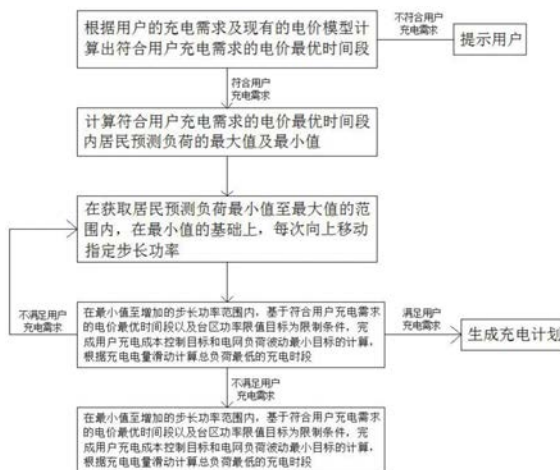 根据用户的充电需求及现有的电价模型计
算出符合用户充电需求的电价最优时间段
不符合用户
充电需求
提示用户
符合用户
充电需求
计算符合用户充电需求的电价最优时间段
内居民预测负荷的最大值及最小值
在获取居民预测负荷最小值至最大值的范
围内，在最小值的基础上，每次向上移动
指定步长功率
不满足用户
充电需求
在最小值至增加的步长功率范围内，基于符合用户充电需求
的电价最优时间段以及台区功率限值目标为限制条件，完
成用户充电成本控制目标和电网负荷波动最小目标的计算，
根据充电电量滑动计算总负荷最低的充电时段
满足用户
充电需求
生成充电计划
不满足用户
充电需求
在最小值至增加的步长功率范围内，基于符合用户充电需求
的电价最优时间段以及台区功率限值目标为限制条件，完
成用户充电成本控制目标和电网负荷波动最小目标的计算，
根据充电电量滑动计算总负荷最低的充电时段